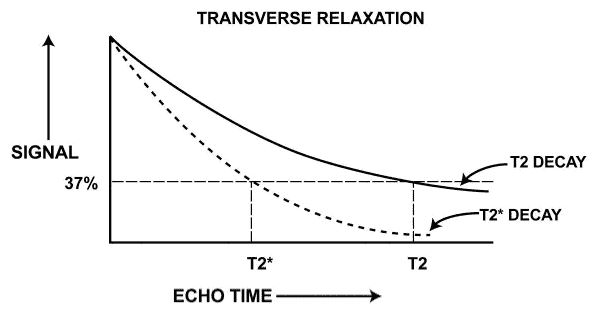 TRANSVERSE RELAXATION
SIGNAL
37%
T2 DECAY
T2* DECAY
T2*
T2
ECHO TIME